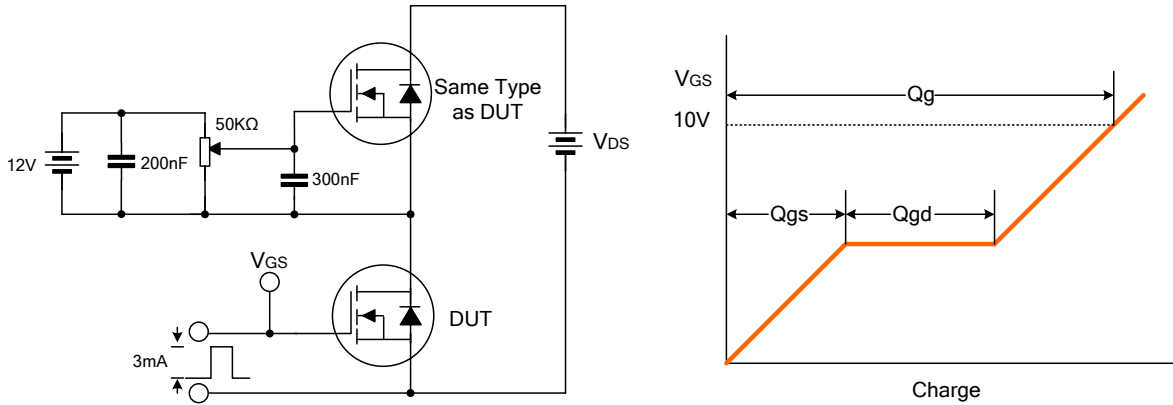 Same Type
as DUT
50KΩ
12V
200nF
300nF
VDS
VGS
DUT
3mA
VGS
10V
Qg
Qgs
Qgd
Charge